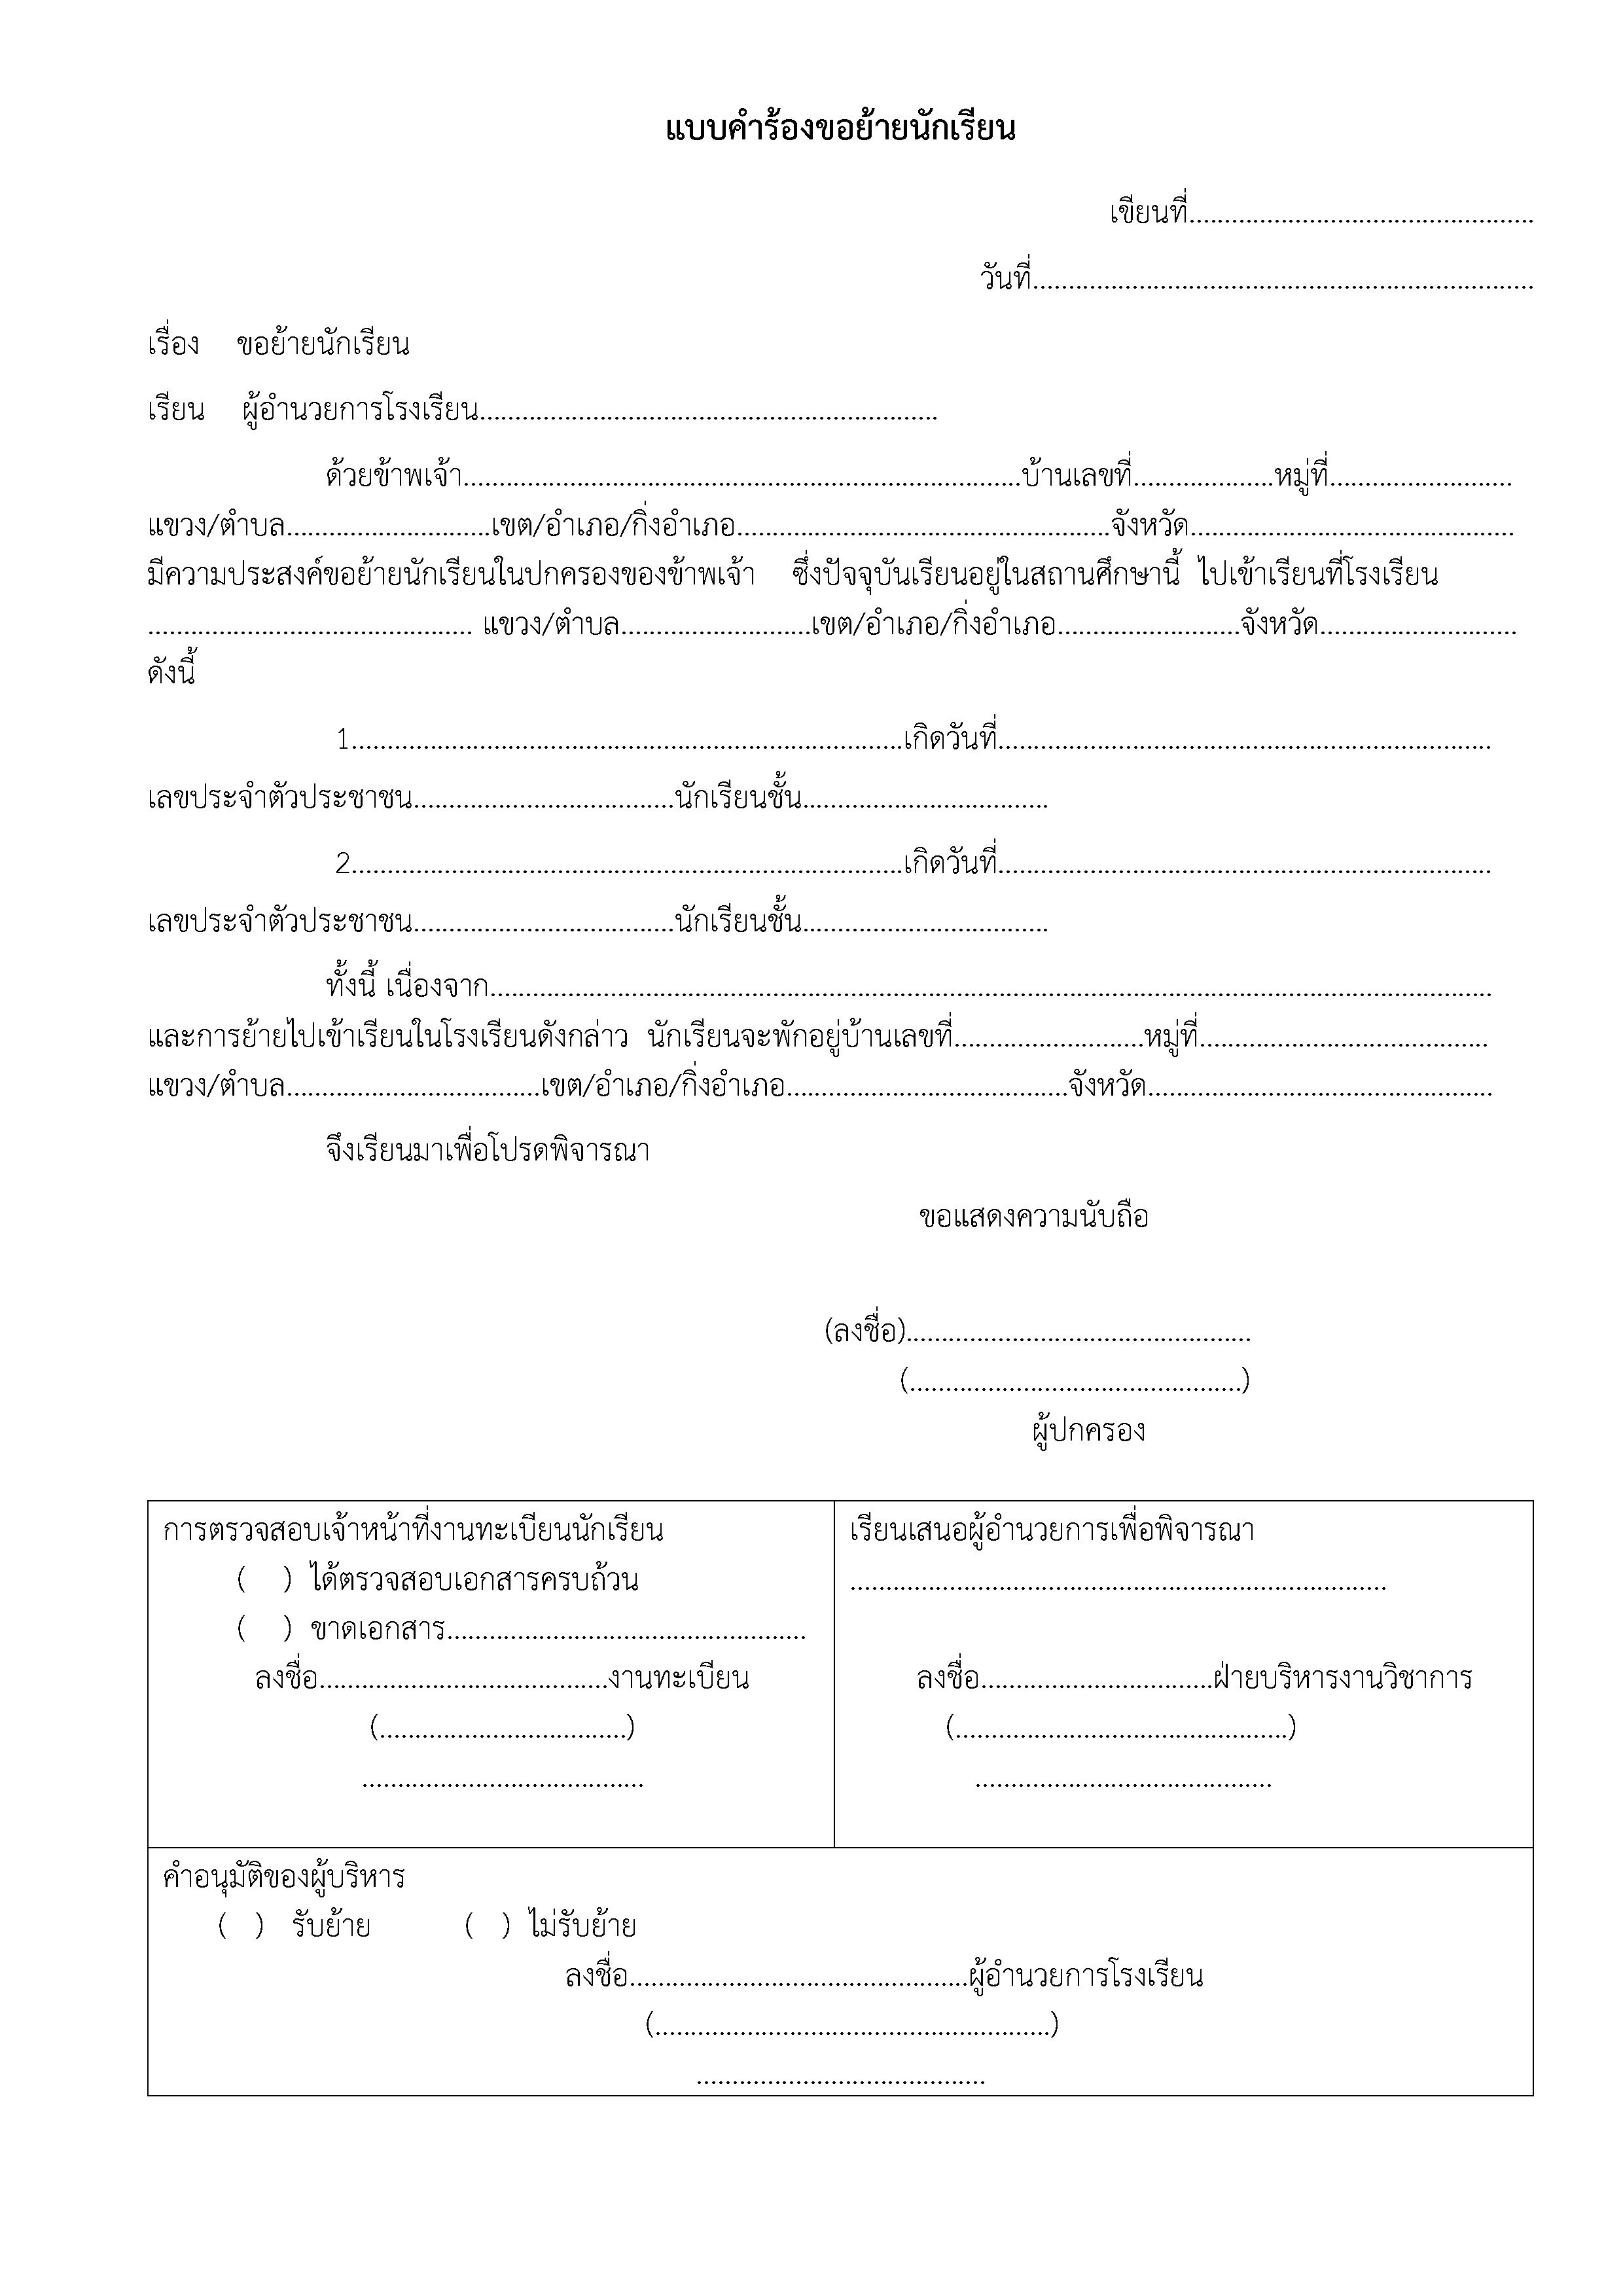 แบบคำร้องขอย้ายนักเรียน
เขียนที่................................................
วันที่......................................................................
เรื่อง ขอย้ายนักเรียน
เรียน ผู้อำนวยการโรงเรียน................................................................
ด้วยข้าพเจ้า..............................................................................บ้านเลขที่....................หมู่ที่..........................
แขวง/ตำบล.............................เขต/อำเภอ/กิ่งอำเภอ....................................................จังหวัด.............................................
มีความประสงค์ขอย้ายนักเรียนในปกครองของข้าพเจ้า ซึ่งปัจจุบันเรียนอยู่ในสถานศึกษานี้ ไปเข้าเรียนที่โรงเรียน
.............................................. แขวง/ตำบล...........................เขต/อำเภอ/กิ่งอำเภอ..........................จังหวัด............................
ดังนี้
1..............................................................................เกิดวันที่.....................................................................
เลขประจำตัวประชาชน.....................................นักเรียนชั้น...................................
2..............................................................................เกิดวันที่.....................................................................
เลขประจำตัวประชาชน.....................................นักเรียนชั้น...................................
ทั้งนี้ เนื่องจาก.............................................................................................................................................
และการย้ายไปเข้าเรียนในโรงเรียนดังกล่าว นักเรียนจะพักอยู่บ้านเลขที่...........................หมู่ที่.........................................
แขวง/ตำบล....................................เขต/อำเภอ/กิ่งอำเภอ........................................จังหวัด.................................................
จึงเรียนมาเพื่อโปรดพิจารณา
ขอแสดงความนับถือ
(ลงชื่อ)................................................
(...............................................)
ผู้ปกครอง
การตรวจสอบเจ้าหน้าที่งานทะเบียนนักเรียน
( ) ได้ตรวจสอบเอกสารครบถ้วน
( ) ขาดเอกสาร..................................................
ลงชื่อ.........................................งานทะเบียน
(...................................)
........................................
เรียนเสนอผู้อำนวยการเพื่อพิจารณา
............................................................................
ลงชื่อ.................................ฝ่ายบริหารงานวิชาการ
(...............................................)
..........................................
คำอนุมัติของผู้บริหาร
( ) รับย้าย ( ) ไม่รับย้าย
ลงชื่อ................................................ผู้อำนวยการโรงเรียน
(........................................................)
.........................................